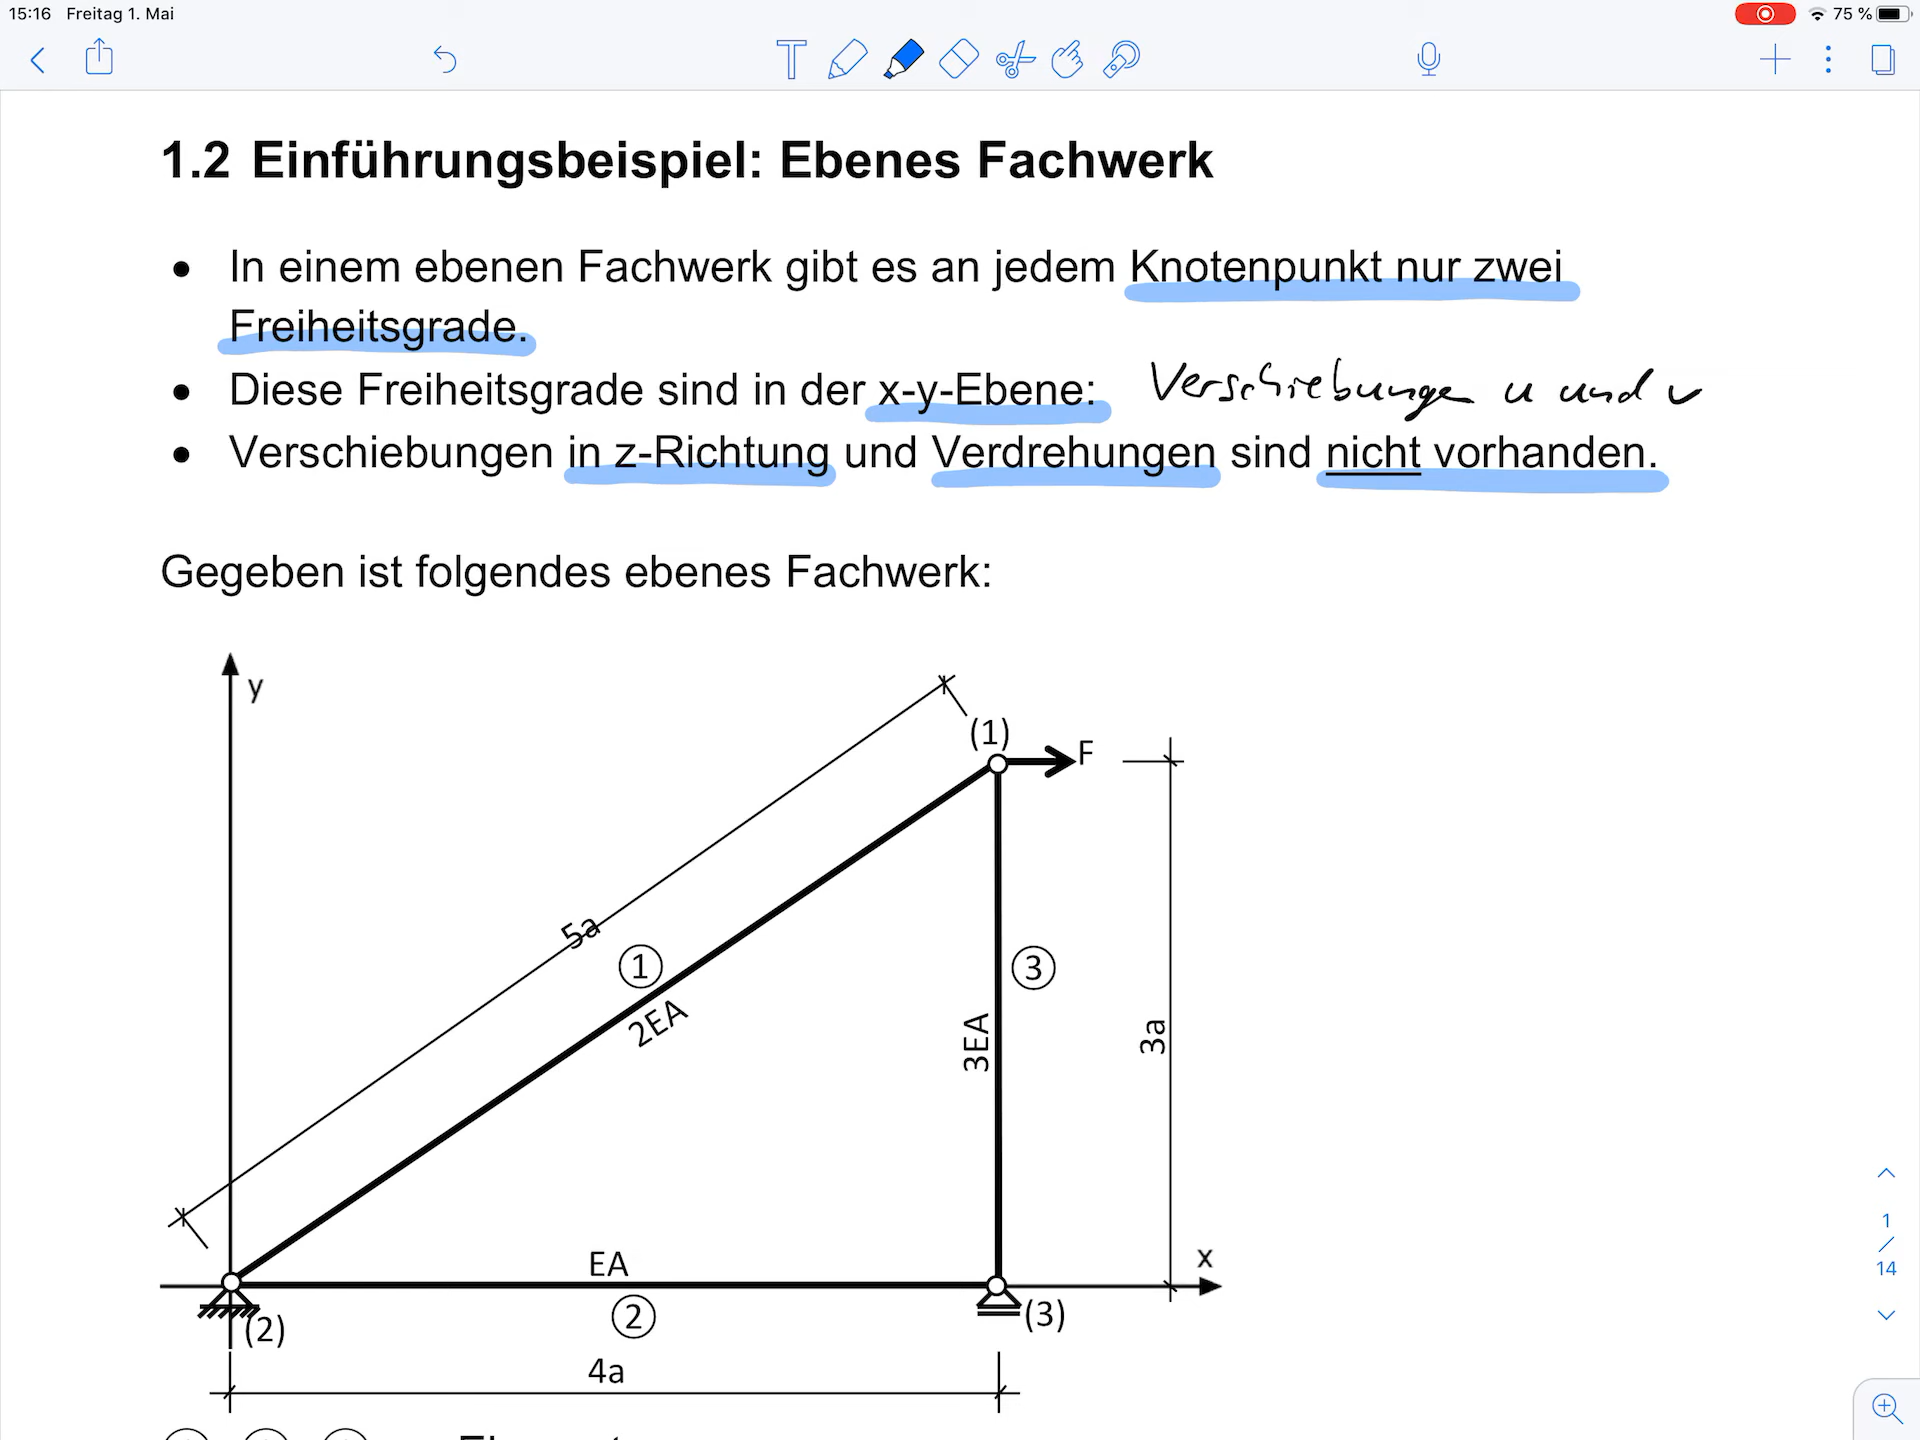 15:16 Freitag 1. Mai
75 %
1.2 Einführungsbeispiel: Ebenes Fachwerk
• In einem ebenen Fachwerk gibt es an jedem Knotenpunkt nur zwei
Freiheitsgrade.
• Diese Freiheitsgrade sind in der x-y-Ebene: Verschiebungen u und v
• Verschiebungen in z-Richtung und Verdrehungen sind nicht vorhanden.
Gegeben ist folgendes ebenes Fachwerk:
y
(1)
F
5a
1
3
2EA
3EA
3a
EA
x
2
(2)
(3)
4a
1
/
14